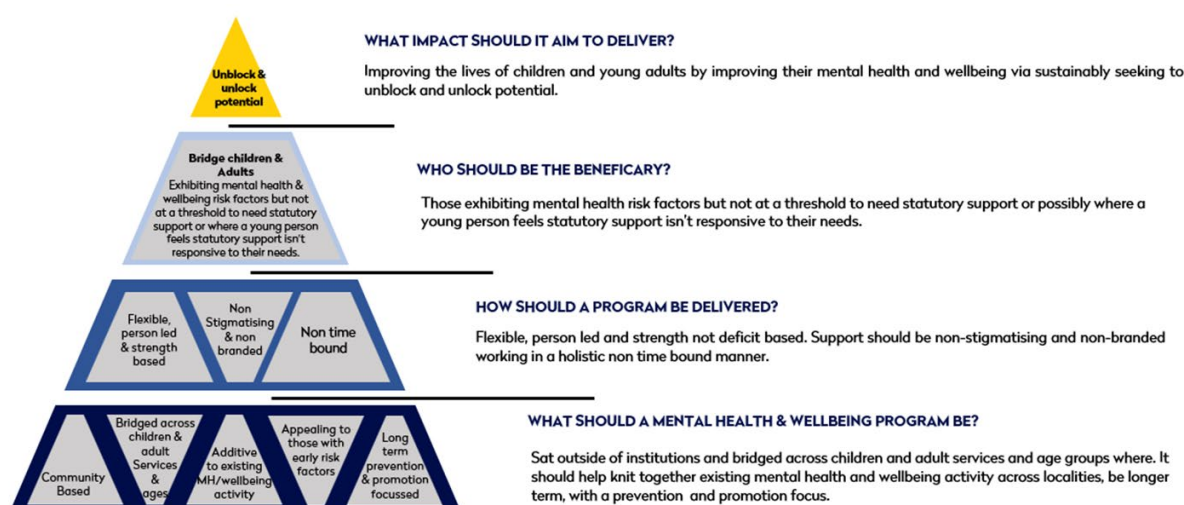 Unblock &
unlock
potential
WHAT IMPACT SHOULD IT AIM TO DELIVER?
Improving the lives of children and young adults by improving their mental health and wellbeing via sustainably seeking to
unblock and unlock potential.
Bridge children &
Adults
Exhibiting mental health &
wellbeing risk factors but not
at a threshold to need statutory
support or where a young person
feels statutory support isn't
responsive to their needs.
WHO SHOULD BE THE BENEFICARY?
Those exhibiting mental health risk factors but not at a threshold to need statutory support or possibly where a
young person feels statutory support isn't responsive to their needs.
Flexible,
person led
& strength
based
Non
Stigmatising
& non
branded
Non time
bound
HOW SHOULD A PROGRAM BE DELIVERED?
Flexible, person led and strength not deficit based. Support should be non-stigmatising and non-branded
working in a holistic non time bound manner.
Community
Based
Bridged across
children &
adult
Services
&
ages
Additive
to existing
MH/wellbeing
activity
Appealing to
those with
early risk
factors
Long
term
prevention
& promotion
focussed
WHAT SHOULD A MENTAL HEALTH & WELLBEING PROGRAM BE?
Sat outside of institutions and bridged across children and adult services and age groups where. It
should help knit together existing mental health and wellbeing activity across localities, be longer
term, with a prevention and promotion focus.